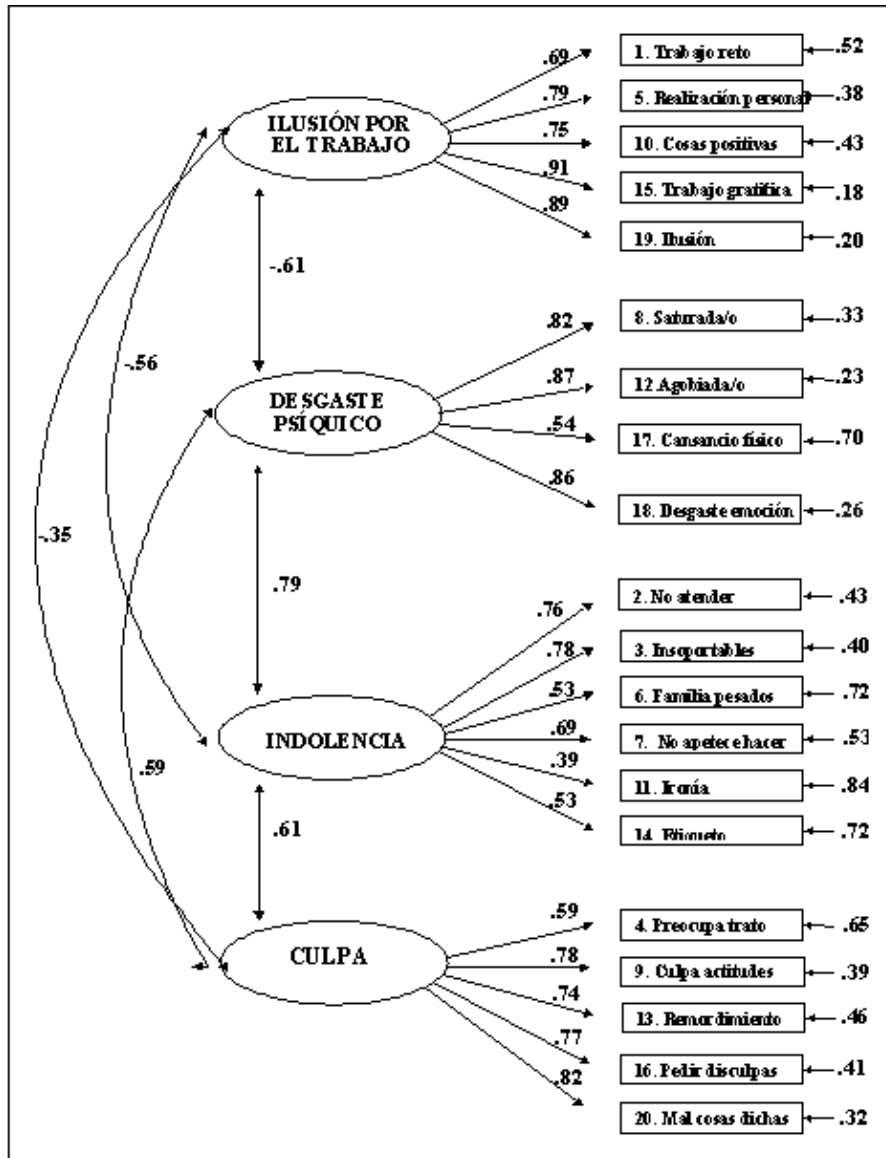 .69
1. Trabajo reto
.52
.79
5. Realización personal
.38
ILUSIÓN POR
EL TRABAJO
.75
10. Cosas positivas
.43
.91
15. Trabajo gratifica
.18
.89
19. Ilusión
.20
-.61
.82
8. Saturada/o
.33
-.56
.87
12. Agobiada/o
.23
DESGASTE
PSÍQUICO
.54
17. Cansancio físico
.70
.86
18. Desgaste emoción
.26
-.35
.79
.76
2. No atender
.43
.78
3. Insoportables
.40
.53
6. Familia pesados
.72
INDOLENCIA
.69
7. No apetece hacer
.53
.39
11. Ironía
.84
.53
14. Etiqueto
.72
.59
.61
.59
4. Preocupa trato
.65
CULPA
.78
9. Culpa actitudes
.39
.74
13. Remordimiento
.46
.77
16. Pedir disculpas
.41
.82
20. Mal cosas dichas
.32